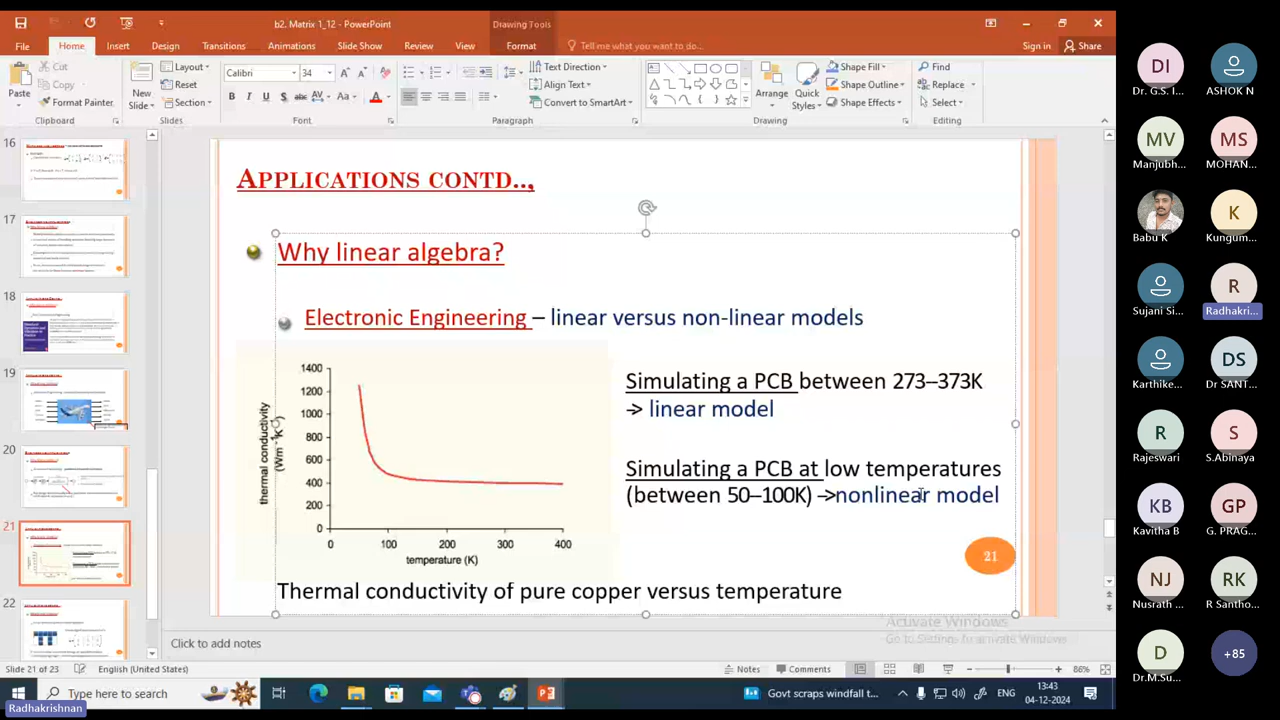 b2. Matrix 1_12 - PowerPoint
Drawing Tools
File
Home
Insert
Design
Transitions
Animations
Slide Show
Review
View
Format
Tell me what you want to do...
Sign in
Share
Paste
Cut
Copy
Format Painter
Clipboard
New
Slide
Layout
Reset
Section
Slides
Calibri
34
Font
Text Direction
Align Text
Convert to SmartArt
Paragraph
Arrange
Quick
Styles
Shape Fill
Shape Outline
Shape Effects
Drawing
Find
Replace
Select
Editing
16
17
18
19
20
21
22
APPLICATIONS CONTD..,
Why linear algebra?
Electronic Engineering – linear versus non-linear models
1400
1200
1000
800
600
400
200
0
0 100 200 300 400
thermal conductivity
(Wm⁻¹K⁻¹)
temperature (K)
Simulating a PCB between 273–373K
-> linear model
Simulating a PCB at low temperatures
(between 50–100K) –>nonlinear model
21
Thermal conductivity of pure copper versus temperature
Activate Windows
Go to Settings to activate Windows.
Click to add notes
Slide 21 of 23
English (United States)
Notes
Comments
86%
Type here to search
Govt scraps windfall t...
ENG
13:43
04-12-2024
Radhakrishnan
DI
Dr. G.S. I...
ASHOK N
MV
Manjubh...
MS
MOHAN...
Babu K
K
Kungum...
Sujani Si...
R
Radhakri...
Karthike...
DS
Dr SANT...
R
Rajeswari
S
S.Abinaya
KB
Kavitha B
GP
G. PRAG...
NJ
Nusrath ...
RK
R Santho...
D
Dr.M.Su...
+85